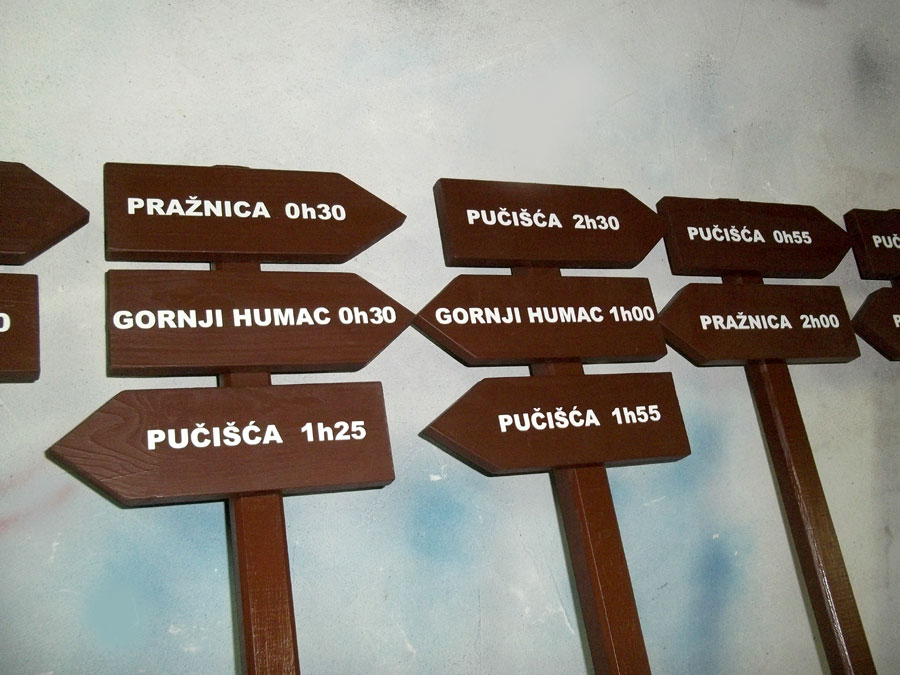 PRAŽNICA 0h30
GORNJI HUMAC 0h30
PUČIŠĆA 1h25
PUČIŠĆA 2h30
GORNJI HUMAC 1h00
PUČIŠĆA 1h55
PUČIŠĆA 0h55
PRAŽNICA 2h00